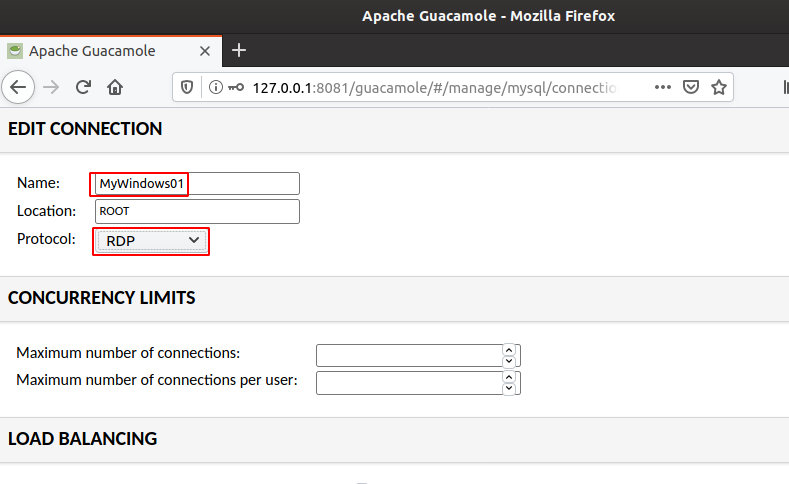 Apache Guacamole - Mozilla Firefox
Apache Guacamole
127.0.0.1:8081/guacamole/#/manage/mysql/connectio
EDIT CONNECTION
Name: MyWindows01
Location: ROOT
Protocol: RDP
CONCURRENCY LIMITS
Maximum number of connections:
Maximum number of connections per user:
LOAD BALANCING